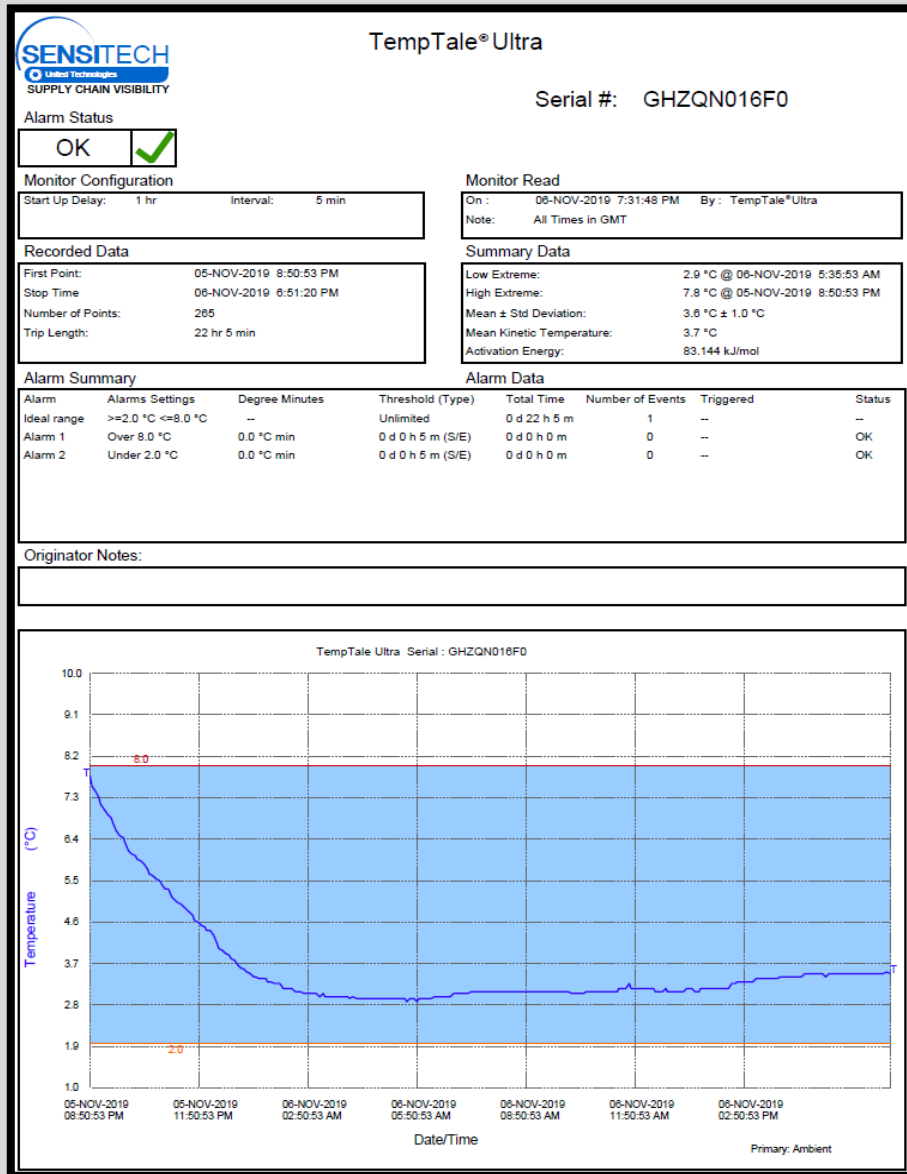 SENSITECH
United Technologies
SUPPLY CHAIN VISIBILITY
TempTale® Ultra
Serial #: GHZQN016F0
Alarm Status
OK
Monitor Configuration
Start Up Delay: 1 hr Interval: 5 min
Monitor Read
On : 06-NOV-2019 7:31:48 PM By : TempTale®Ultra
Note: All Times in GMT
Recorded Data
First Point: 05-NOV-2019 8:50:53 PM
Stop Time 06-NOV-2019 6:51:20 PM
Number of Points: 265
Trip Length: 22 hr 5 min
Summary Data
Low Extreme: 2.9 °C @ 06-NOV-2019 5:35:53 AM
High Extreme: 7.8 °C @ 05-NOV-2019 8:50:53 PM
Mean ± Std Deviation: 3.6 °C ± 1.0 °C
Mean Kinetic Temperature: 3.7 °C
Activation Energy: 83.144 kJ/mol
Alarm Summary Alarm Data
Alarm Alarms Settings Degree Minutes Threshold (Type) Total Time Number of Events Triggered Status
Ideal range >=2.0 °C <=8.0 °C -- Unlimited 0 d 22 h 5 m 1 -- --
Alarm 1 Over 8.0 °C 0.0 °C min 0 d 0 h 5 m (S/E) 0 d 0 h 0 m 0 -- OK
Alarm 2 Under 2.0 °C 0.0 °C min 0 d 0 h 5 m (S/E) 0 d 0 h 0 m 0 -- OK
Originator Notes:
TempTale Ultra Serial : GHZQN016F0
10.0
9.1
8.2
8.0
T
7.3
6.4
5.5
4.6
3.7
T
2.8
1.9
2.0
1.0
Temperature (°C)
05-NOV-2019 05-NOV-2019 06-NOV-2019 06-NOV-2019 06-NOV-2019 06-NOV-2019 06-NOV-2019
08:50:53 PM 11:50:53 PM 02:50:53 AM 05:50:53 AM 08:50:53 AM 11:50:53 AM 02:50:53 PM
Date/Time
Primary: Ambient